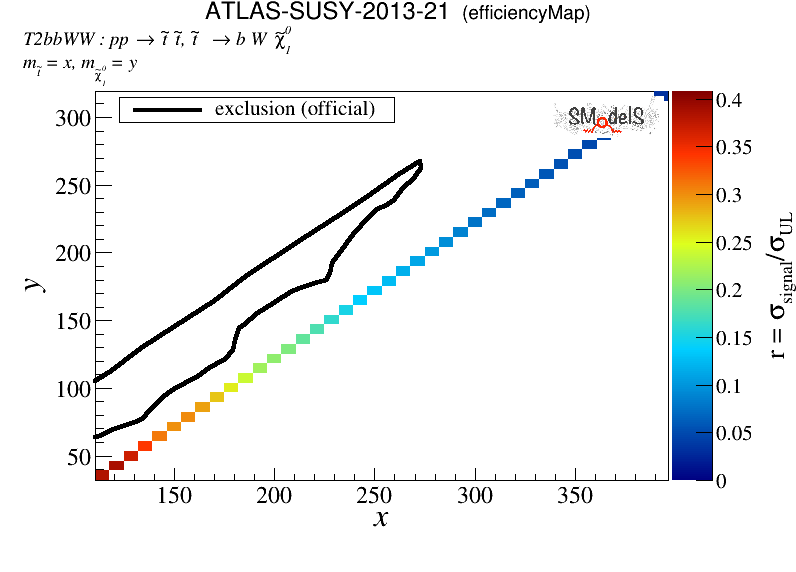 ATLAS-SUSY-2013-21 (efficiencyMap)
T2bbWW : pp → t̃ t̃, t̃ → b W χ̃₁⁰
m_t̃ = x, m_χ̃₁⁰ = y
exclusion (official)
SModelS
300
250
200
150
100
50
y
150
200
250
300
350
x
0.4
0.35
0.3
0.25
0.2
0.15
0.1
0.05
0
r = σ_signal/σ_UL